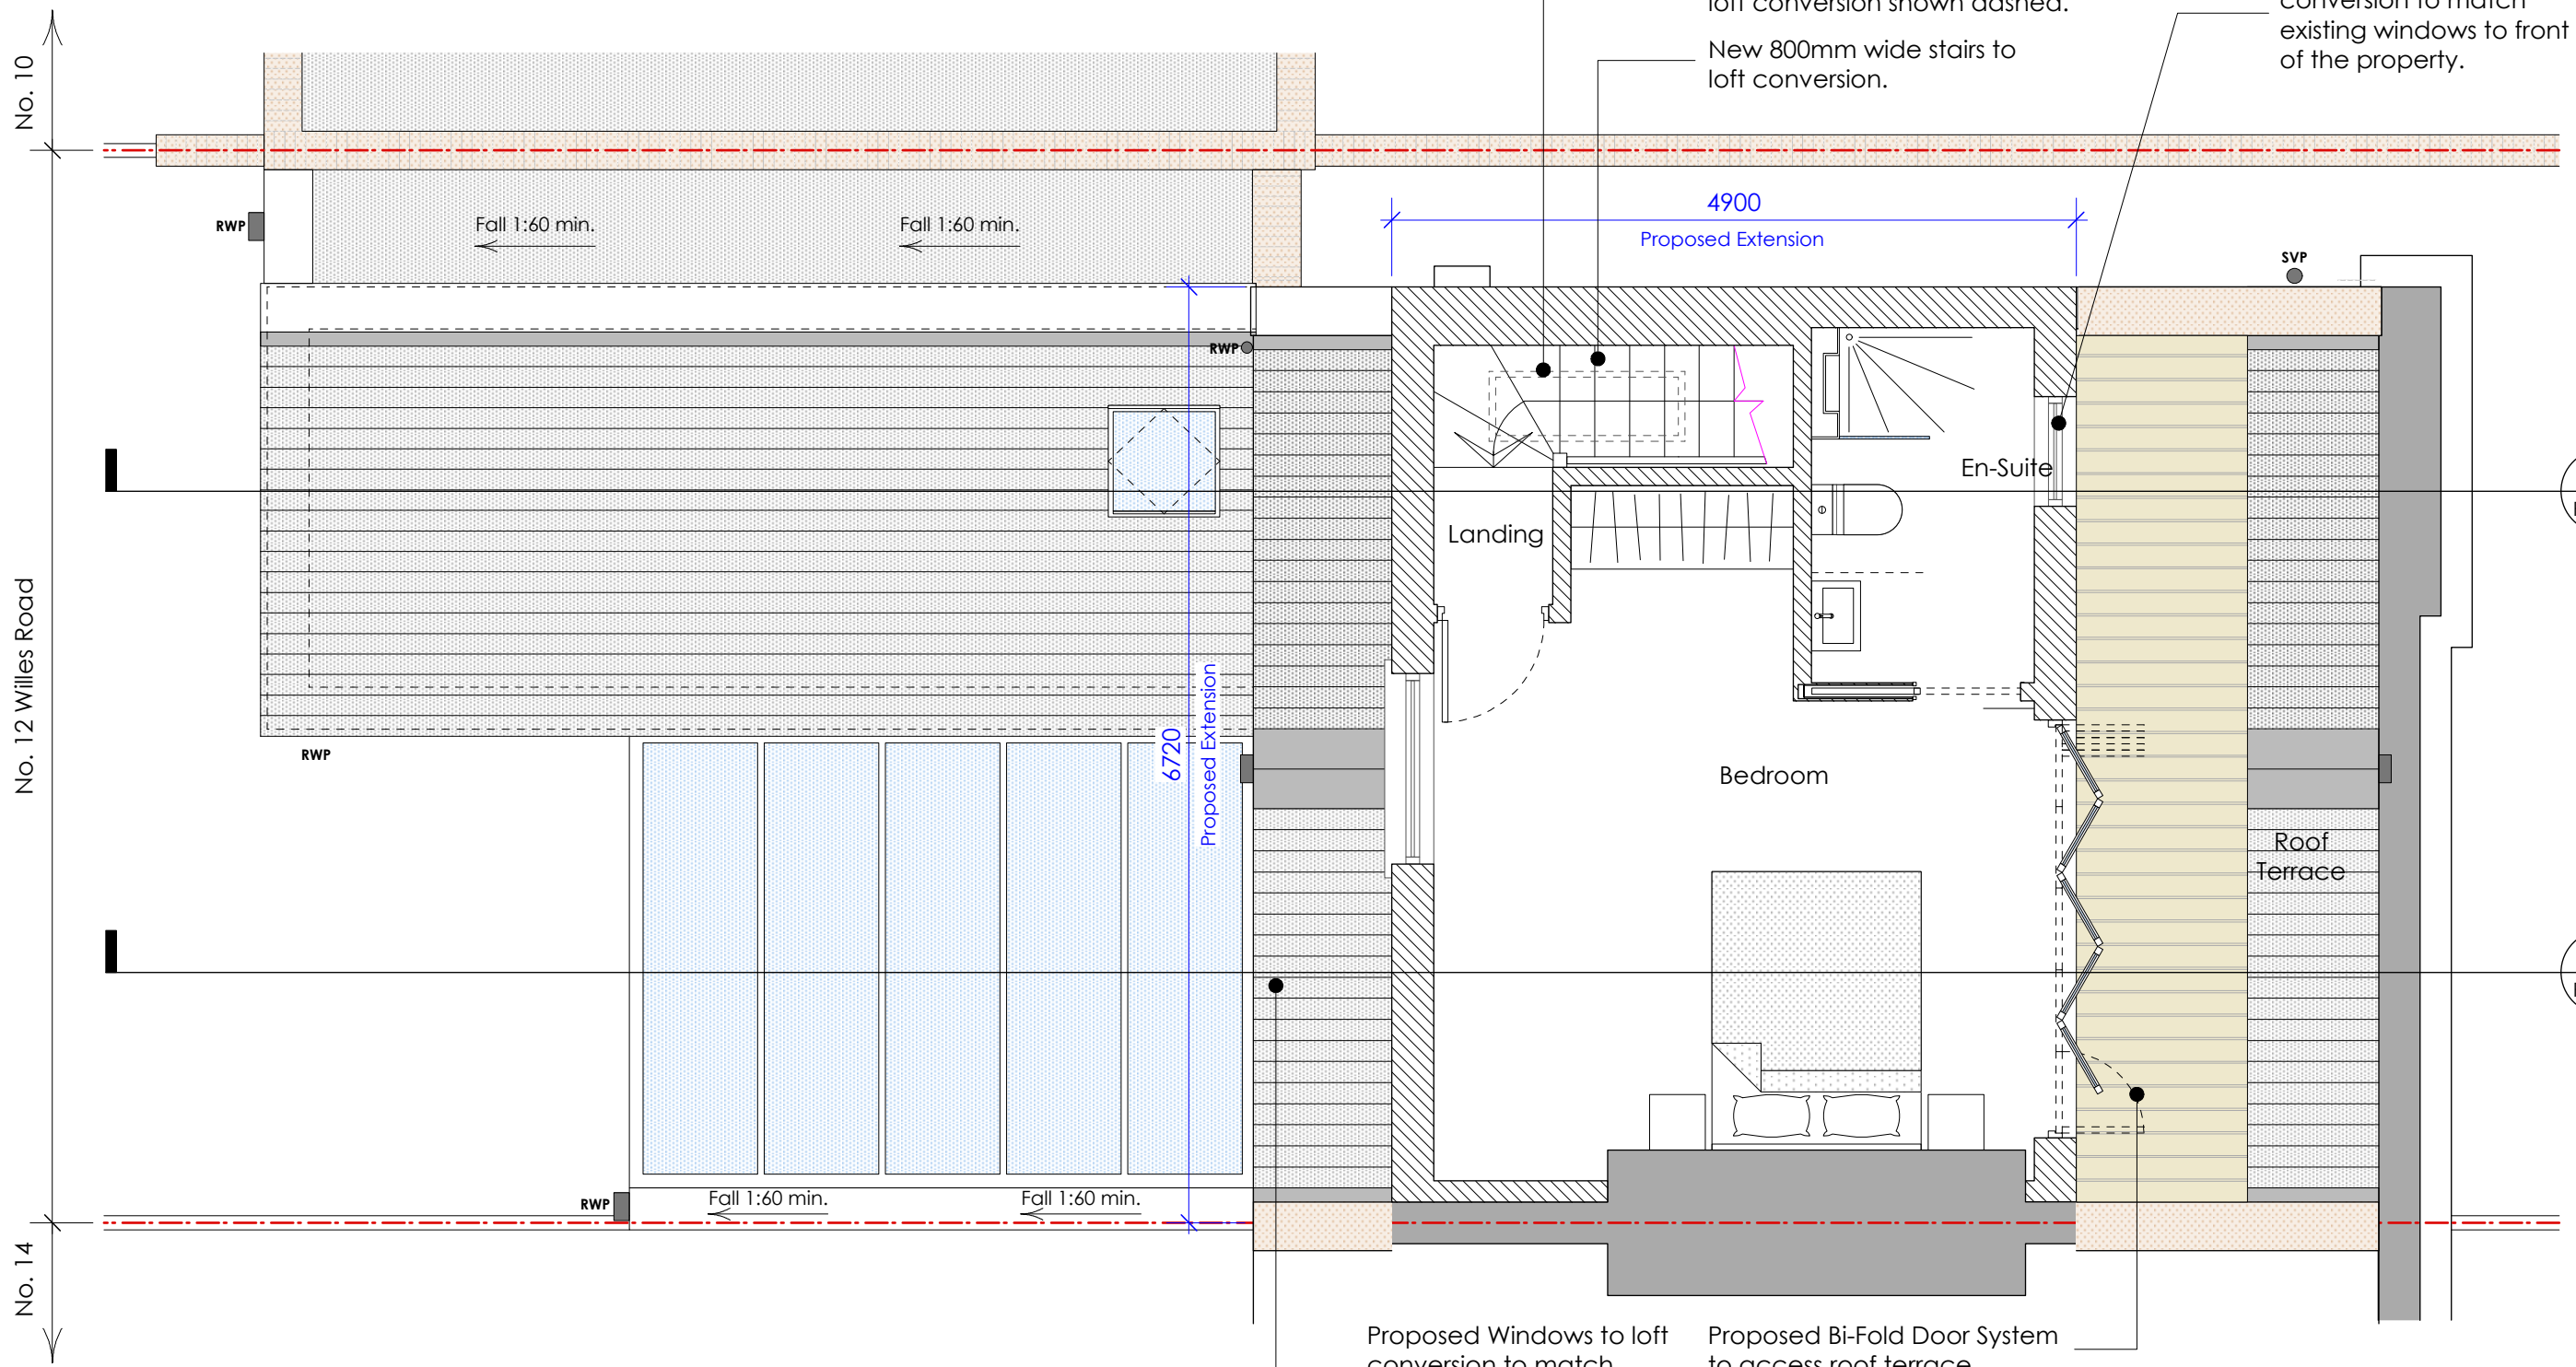 loft conversion shown dashed.
New 800mm wide stairs to
loft conversion.
conversion to match
existing windows to front
of the property.
No. 10
No. 12 Willes Road
No. 14
RWP
Fall 1:60 min.
Fall 1:60 min.
4900
Proposed Extension
SVP
RWP
En-Suite
Landing
6720
Proposed Extension
RWP
Bedroom
Roof
Terrace
RWP
Fall 1:60 min.
Fall 1:60 min.
Proposed Windows to loft
conversion to match
Proposed Bi-Fold Door System
to access roof terrace